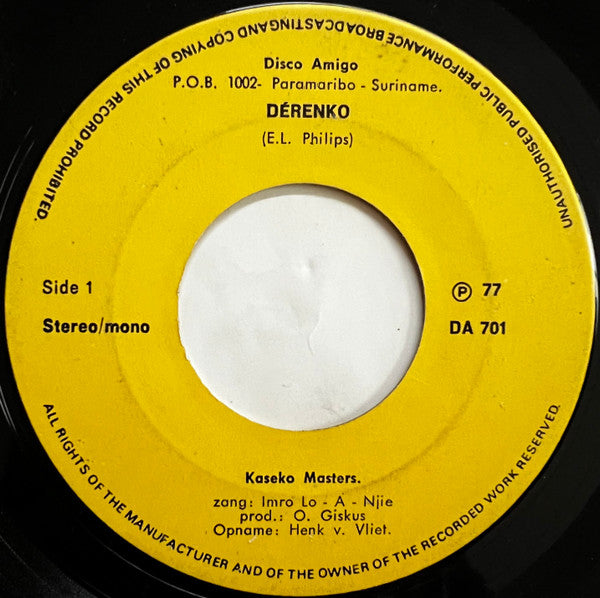 Disco Amigo
P.O.B. 1002- Paramaribo - Suriname.
DÉRENKO
(E.L. Philips)
Side 1
Stereo/mono
Ⓟ 77
DA 701
Kaseko Masters.
zang: Imro Lo - A - Njie
prod.: O. Giskus
Opname: Henk v. Vliet.
ALL RIGHTS OF THE MANUFACTURER AND OF THE OWNER OF THE RECORDED WORK RESERVED.
UNAUTHORISED PUBLIC PERFORMANCE BROADCASTINGAND COPYING OF THIS RECORD PROHIBITED.